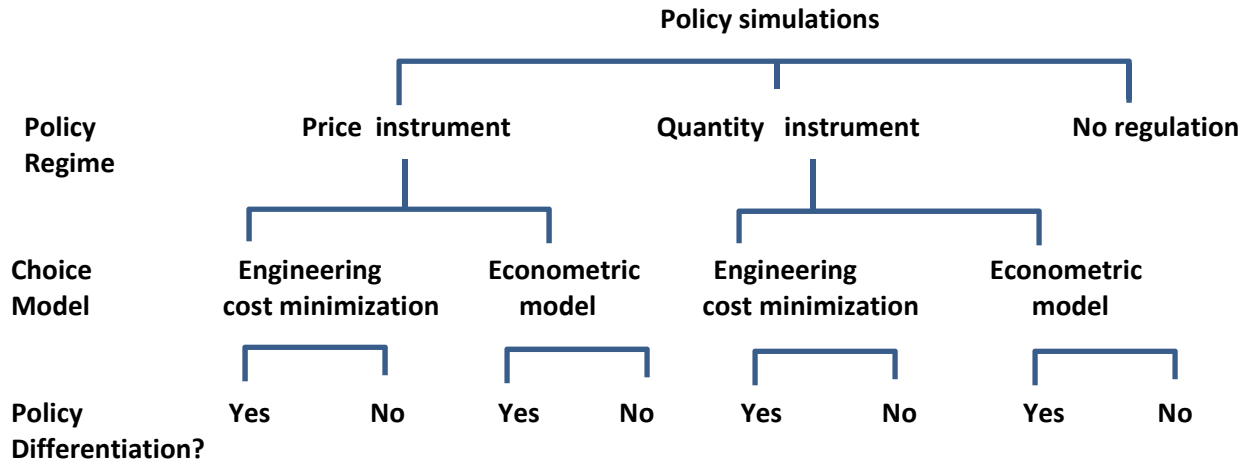 Policy simulations
Policy Regime Price instrument Quantity instrument No regulation
Choice Model Engineering cost minimization Econometric model Engineering cost minimization Econometric model
Policy Differentiation? Yes No Yes No Yes No Yes No